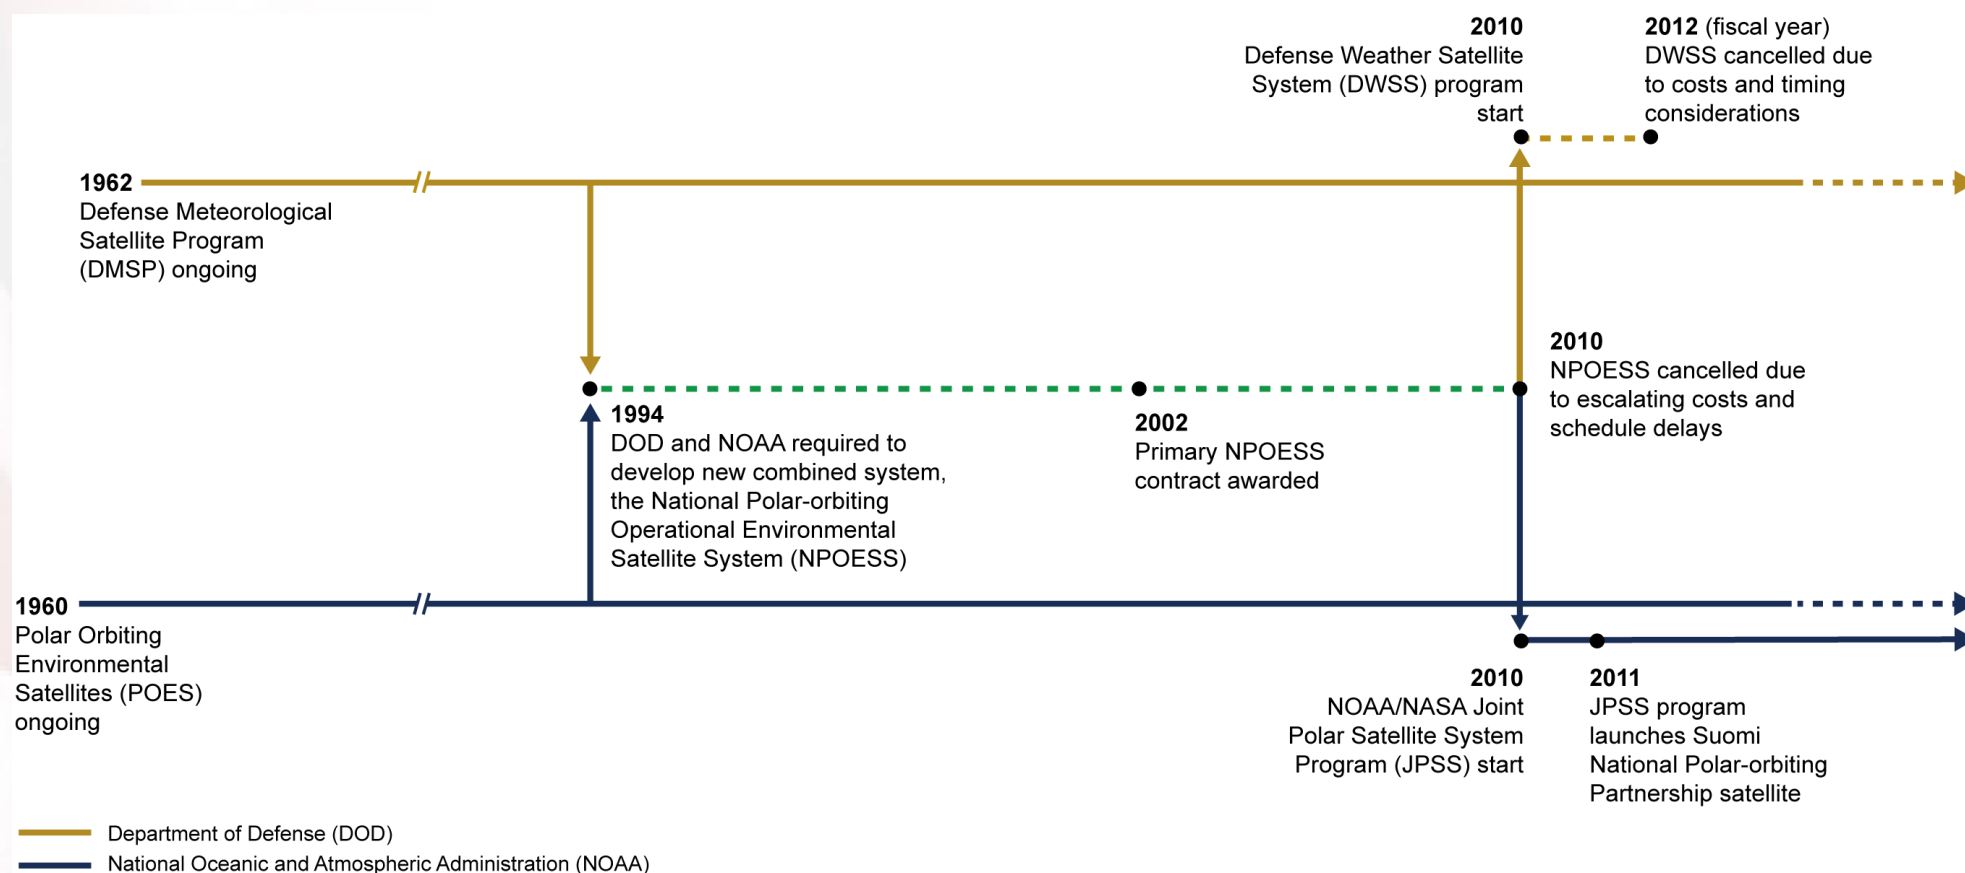 2010
Defense Weather Satellite
System (DWSS) program
start
2012 (fiscal year)
DWSS cancelled due
to costs and timing
considerations
1962
Defense Meteorological
Satellite Program
(DMSP) ongoing
2010
NPOESS cancelled due
to escalating costs and
schedule delays
1994
DOD and NOAA required to
develop new combined system,
the National Polar-orbiting
Operational Environmental
Satellite System (NPOESS)
2002
Primary NPOESS
contract awarded
1960
Polar Orbiting
Environmental
Satellites (POES)
ongoing
2010
NOAA/NASA Joint
Polar Satellite System
Program (JPSS) start
2011
JPSS program
launches Suomi
National Polar-orbiting
Partnership satellite
Department of Defense (DOD)
National Oceanic and Atmospheric Administration (NOAA)